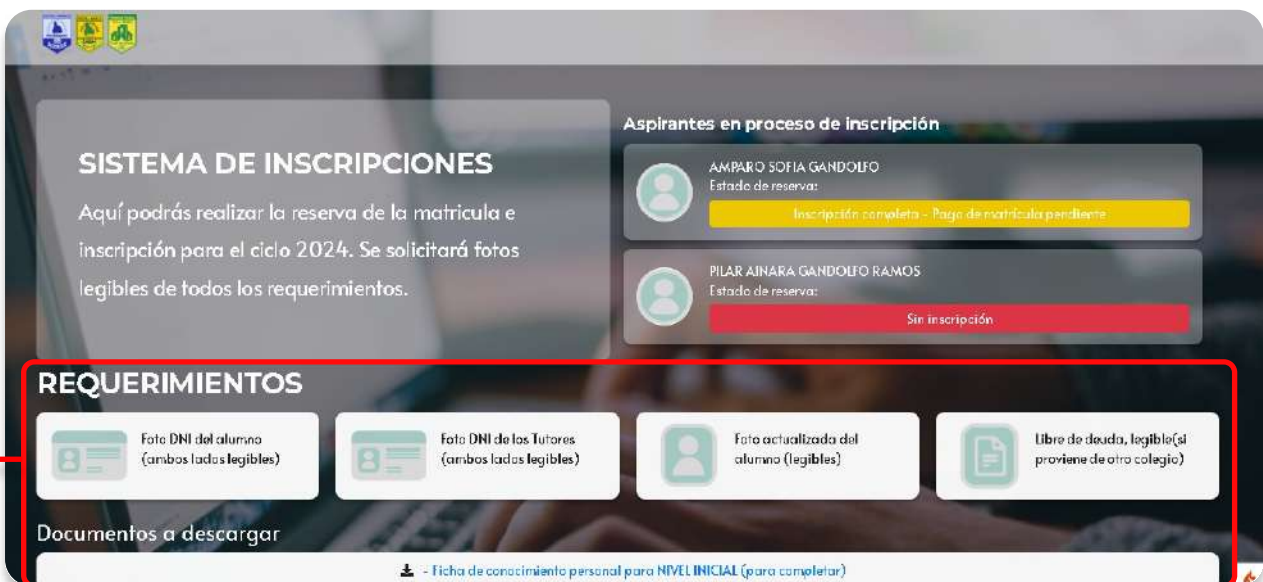 SISTEMA DE INSCRIPCIONES
Aquí podrás realizar la reserva de la matricula e
inscripción para el ciclo 2024. Se solicitará fotos
legibles de todos los requerimientos.
Aspirantes en proceso de inscripción
AMPARO SOFIA GANDOLFO
Estado de reserva:
Inscripción completa - Pago de matrícula pendiente
PILAR AINARA GANDOLFO RAMOS
Estado de reserva:
Sin inscripción
REQUERIMIENTOS
Foto DNI del alumno
(ambos lados legibles)
Foto DNI de los Tutores
(ambos lados legibles)
Foto actualizada del
alumno (legibles)
Libre de deuda, legible(si
proviene de otro colegio)
Documentos a descargar
- Ficha de conocimiento personal para NIVEL INICIAL (para completar)